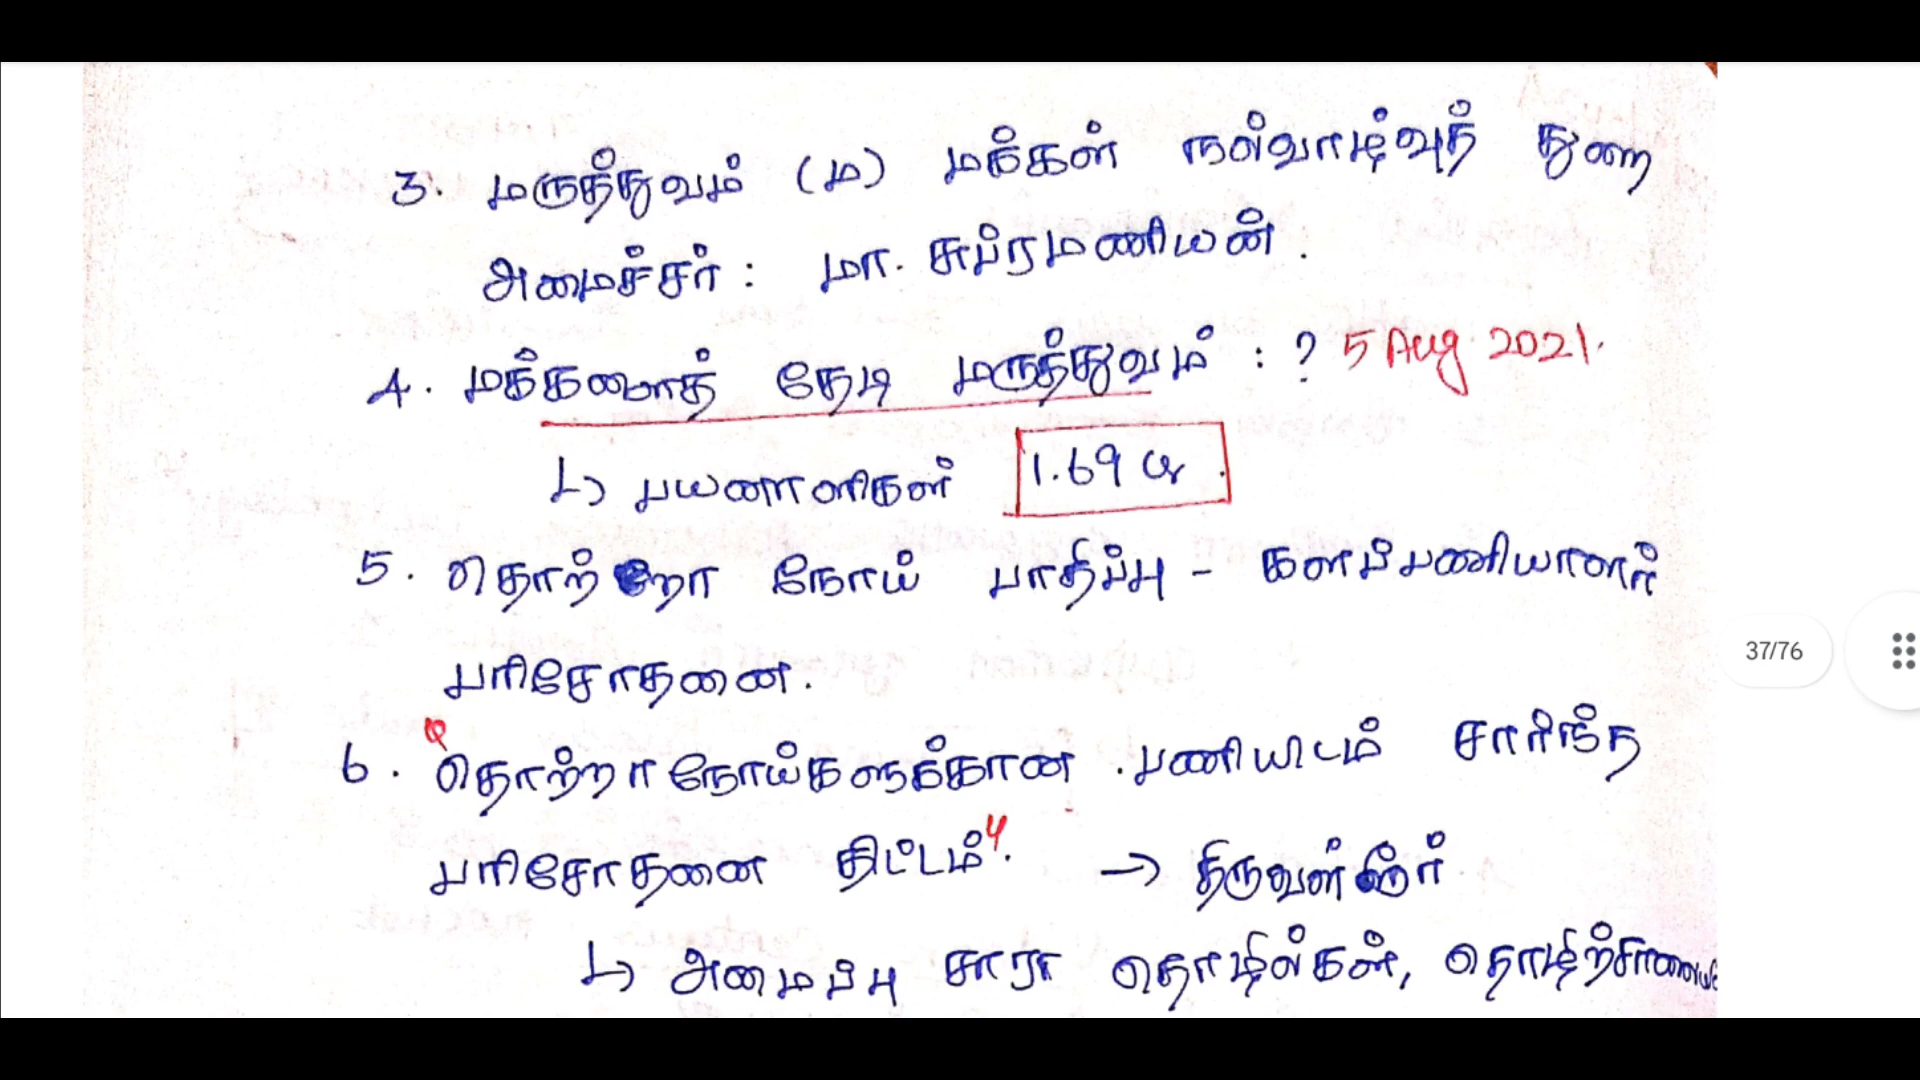 3. மருத்துவம் (ம) மக்கள் நல்வாழ்வுத் துறை
அமைச்சர் : மா. சுப்ரமணியன்.
4. மக்களைத் தேடி மருத்துவம் : ? 5 Aug 2021.
↳ பயனாளிகள் 1.69 cr.
5. தொற்றா நோய் பாதிப்பு - களப்பணியாளர்
பரிசோதனை.
6. தொற்றா நோய்களுக்கான பணியிடம் சார்ந்த
பரிசோதனை திட்டம். → திருவள்ளூர்
↳ அமைப்பு சாரா தொழில்கள்,
37/76